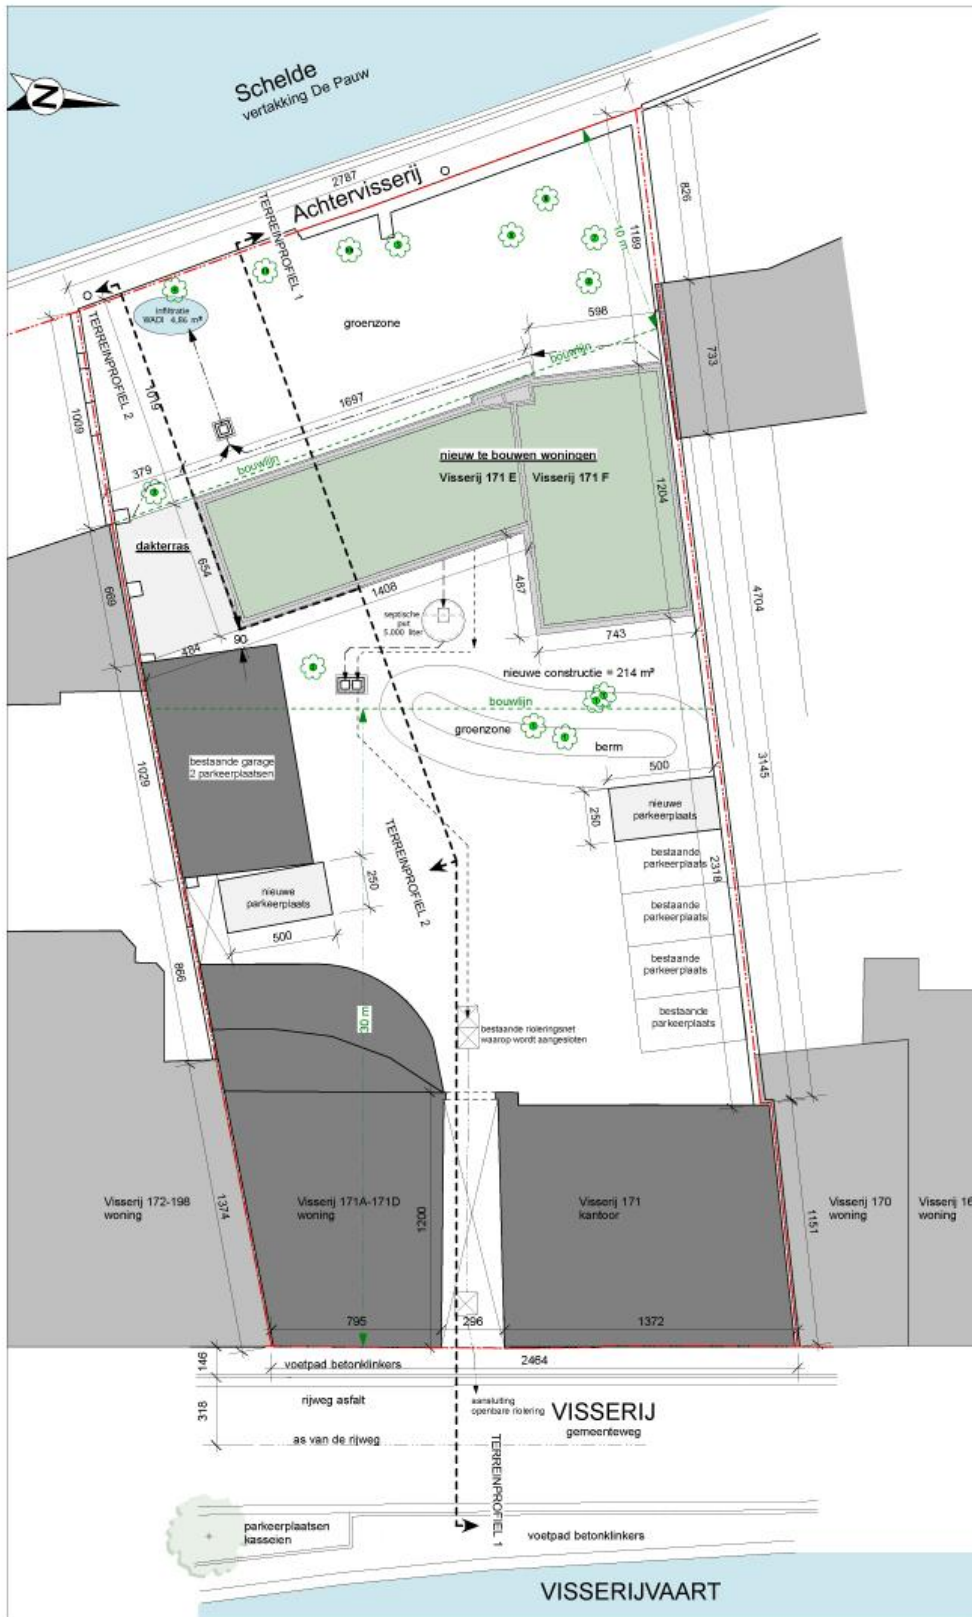 Schelde
vertakking De Pauw
N
2787
Achtervisserij
TERREINPROFIEL 1
826
1189
10 m
TERREINPROFIEL 2
infiltratie
WADI 4,86 m²
groenzone
598
bouwlijn
733
1009
1019
1697
379
bouwlijn
nieuw te bouwen woningen
Visserij 171 E
Visserij 171 F
1204
dakterras
654
669
1408
487
4704
septische
put
5.000 liter
90
484
743
nieuwe constructie = 214 m²
bouwlijn
groenzone
berm
bestaande garage
2 parkeerplaatsen
1029
500
3145
nieuwe
parkeerplaats
250
TERREINPROFIEL 2
bestaande
parkeerplaats
2318
250
nieuwe
parkeerplaats
bestaande
parkeerplaats
500
bestaande
parkeerplaats
866
bestaande
parkeerplaats
30 m
bestaande rioleringsnet
waarop wordt aangesloten
Visserij 172-198
woning
1374
Visserij 171A-171D
woning
1200
Visserij 171
kantoor
1151
Visserij 170
woning
Visserij 16
woning
795
296
1372
146
voetpad betonklinkers
2464
318
rijweg asfalt
aansluiting
openbare riolering
VISSERIJ
gemeenteweg
as van de rijweg
TERREINPROFIEL 1
parkeerplaatsen
kasseien
voetpad betonklinkers
VISSERIJVAART